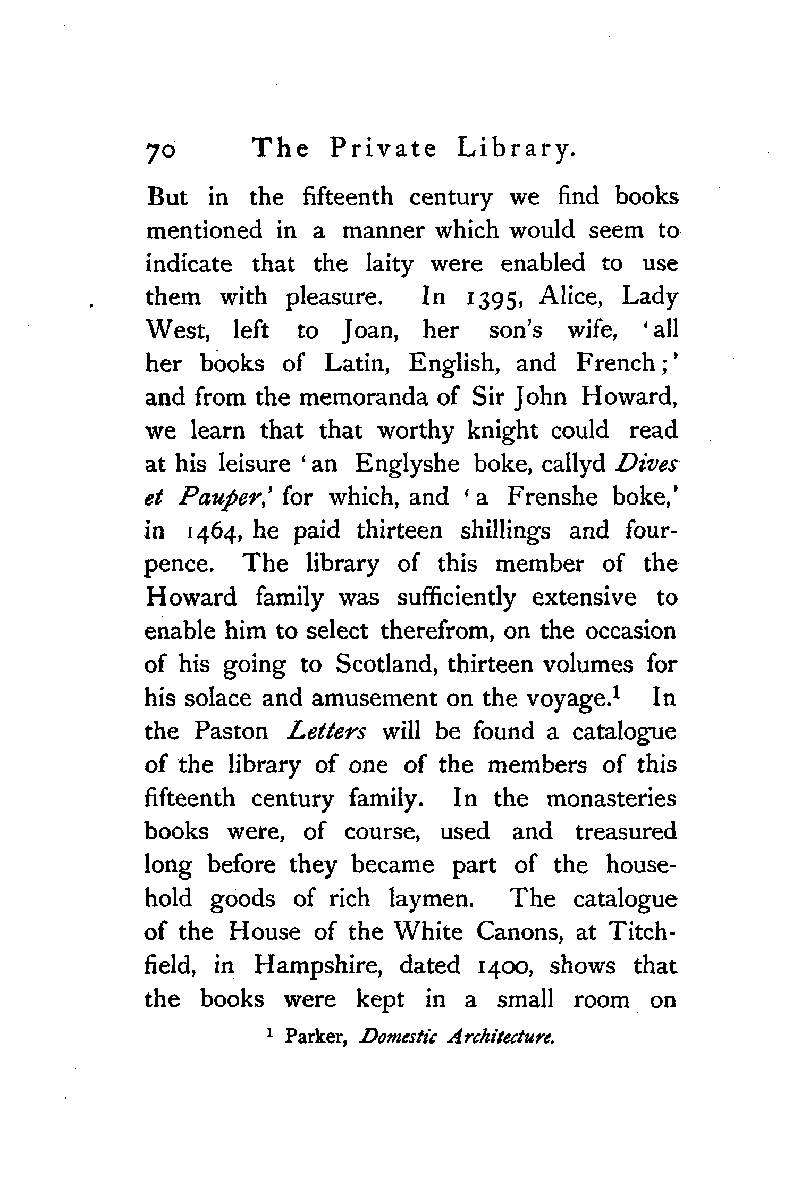 70 The Private Library.
But in the fifteenth century we find books
mentioned in a manner which would seem to
indicate that the laity were enabled to use
them with pleasure. In 1395, Alice, Lady
West, left to Joan, her son's wife, ‘all
her books of Latin, English, and French;’
and from the memoranda of Sir John Howard,
we learn that that worthy knight could read
at his leisure ‘an Englyshe boke, callyd Dives
et Pauper,’ for which, and ‘a Frenshe boke,’
in 1464, he paid thirteen shillings and four-
pence. The library of this member of the
Howard family was sufficiently extensive to
enable him to select therefrom, on the occasion
of his going to Scotland, thirteen volumes for
his solace and amusement on the voyage.¹ In
the Paston Letters will be found a catalogue
of the library of one of the members of this
fifteenth century family. In the monasteries
books were, of course, used and treasured
long before they became part of the house-
hold goods of rich laymen. The catalogue
of the House of the White Canons, at Titch-
field, in Hampshire, dated 1400, shows that
the books were kept in a small room on
¹ Parker, Domestic Architecture.